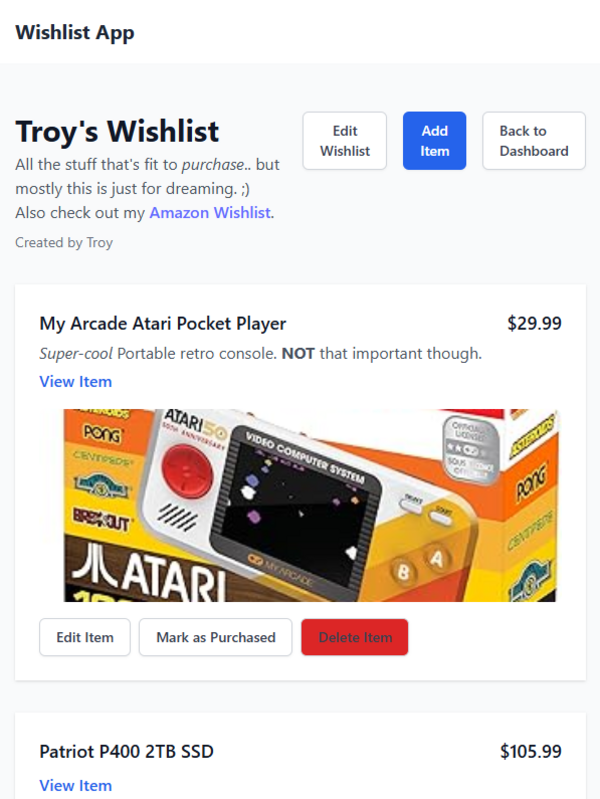 Wishlist App
Troy's Wishlist
Edit
Wishlist
Add
Item
Back to
Dashboard
All the stuff that's fit to purchase.. but
mostly this is just for dreaming. ;)
Also check out my Amazon Wishlist.
Created by Troy
My Arcade Atari Pocket Player
$29.99
Super-cool Portable retro console. NOT that important though.
View Item
ASTEROIDS
PONG
CENTIPEDE
BREAKOUT
ATARI
ATARI 50
50TH ANNIVERSARY
VIDEO COMPUTER SYSTEM
MY ARCADE
START
B
A
OFFICIAL
LICENSED
ASTEROIDS
PONG
CENTIPEDE
Edit Item
Mark as Purchased
Delete Item
Patriot P400 2TB SSD
$105.99
View Item